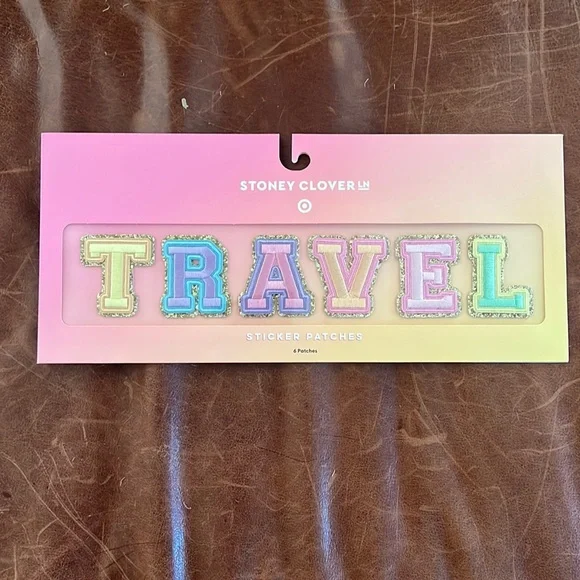 STONEY CLOVER LN
TRAVEL
STICKER PATCHES
6 Patches